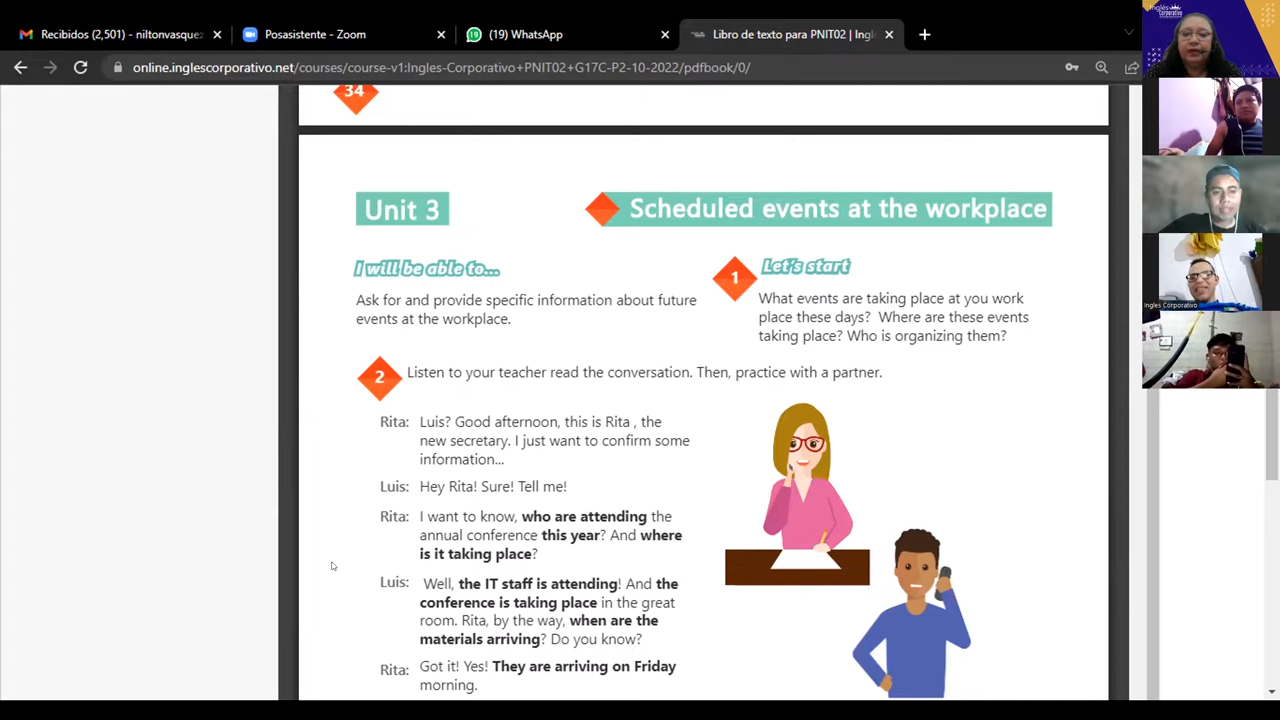 Recibidos (2,501) - niltonvasquez
Posasistente - Zoom
(19) WhatsApp
Libro de texto para PNIT02 | Ingl
online.inglescorporativo.net/courses/course-v1:Ingles-Corporativo+PNIT02+G17C-P2-10-2022/pdfbook/0/
Inglés
Corporativo
34
Unit 3
Scheduled events at the workplace
I will be able to...
Ask for and provide specific information about future
events at the workplace.
1
Let's start
What events are taking place at you work
place these days? Where are these events
taking place? Who is organizing them?
Ingles Corporativo
2
Listen to your teacher read the conversation. Then, practice with a partner.
Rita: Luis? Good afternoon, this is Rita , the
new secretary. I just want to confirm some
information...
Luis: Hey Rita! Sure! Tell me!
Rita: I want to know, who are attending the
annual conference this year? And where
is it taking place?
Luis: Well, the IT staff is attending! And the
conference is taking place in the great
room. Rita, by the way, when are the
materials arriving? Do you know?
Rita: Got it! Yes! They are arriving on Friday
morning.